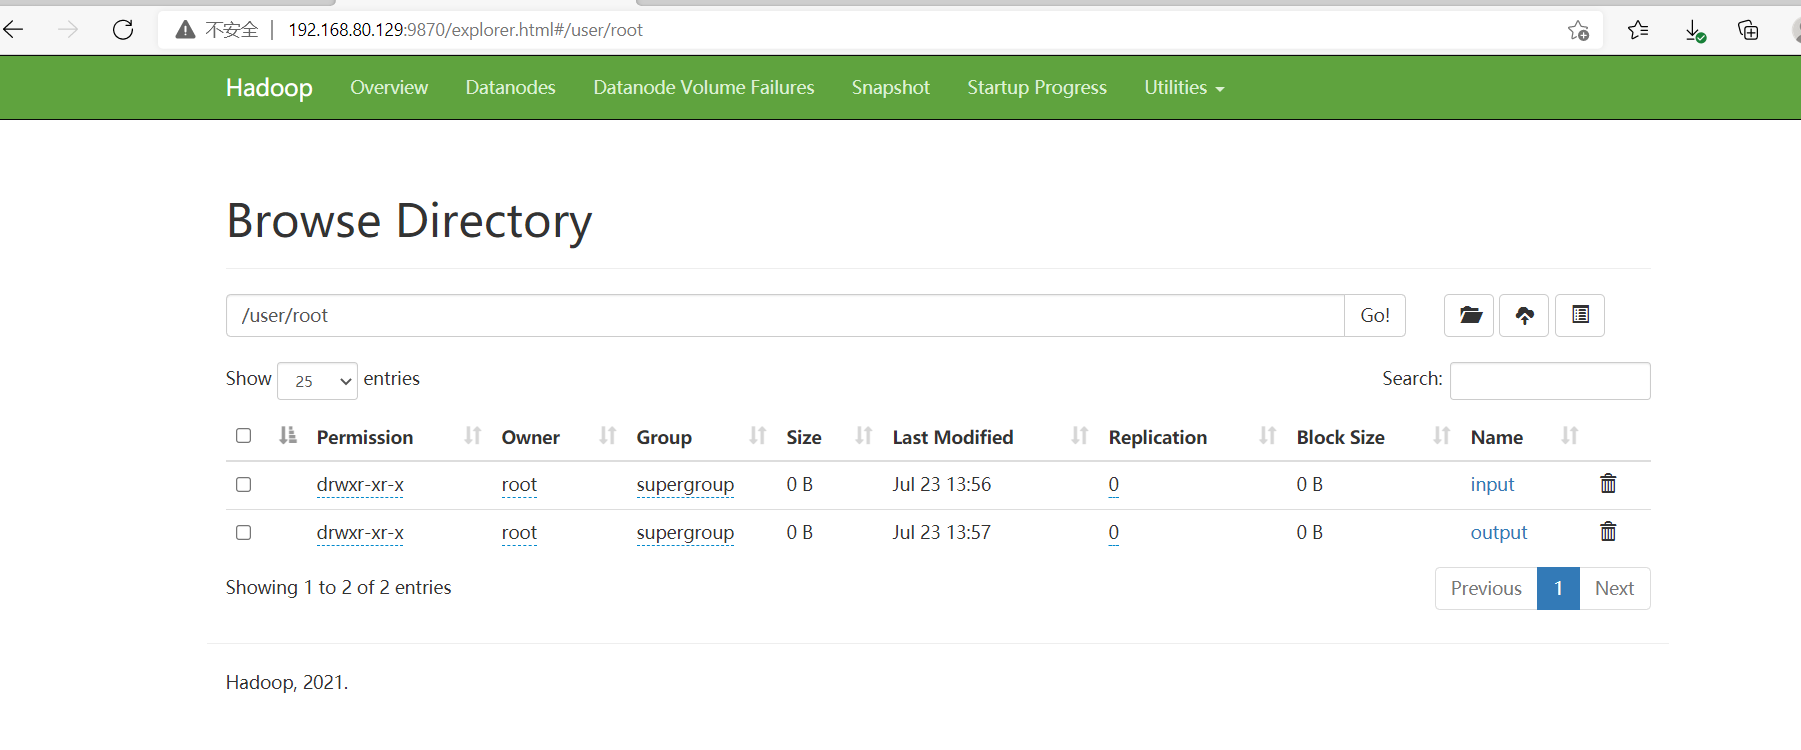 不安全 | 192.168.80.129:9870/explorer.html#/user/root
Hadoop Overview Datanodes Datanode Volume Failures Snapshot Startup Progress Utilities
Browse Directory
/user/root Go!
Show 25 entries Search:
Permission Owner Group Size Last Modified Replication Block Size Name
drwxr-xr-x root supergroup 0 B Jul 23 13:56 0 0 B input
drwxr-xr-x root supergroup 0 B Jul 23 13:57 0 0 B output
Showing 1 to 2 of 2 entries Previous 1 Next
Hadoop, 2021.